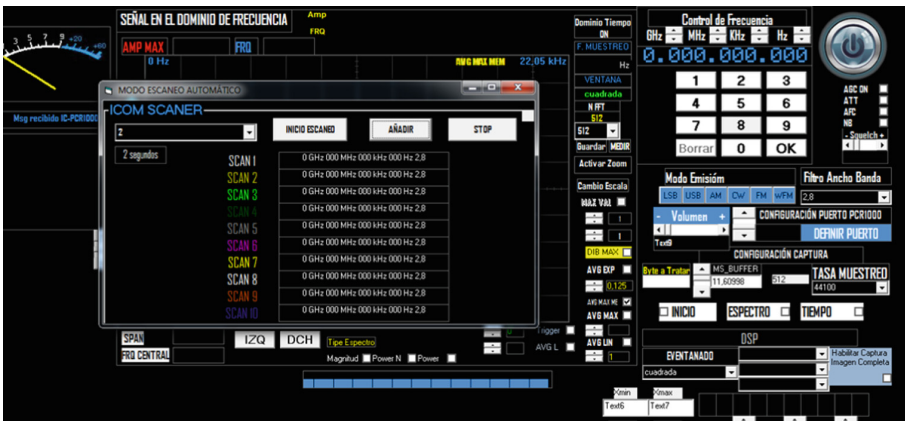 SEÑAL EN EL DOMINIO DE FRECUENCIA
Amp
FRQ
AMP MAX
FRQ
0 Hz
AVG MAX MEM
22,05 kHz
3 5 7 9 +20 +60
Msg recibido IC-PCR1000
MODO ESCANEO AUTOMÁTICO
ICOM SCANER
2
INICIO ESCANEO
AÑADIR
STOP
2 segundos
SCAN 1 0 GHz 000 MHz 000 kHz 000 Hz 2,8
SCAN 2 0 GHz 000 MHz 000 kHz 000 Hz 2,8
SCAN 3 0 GHz 000 MHz 000 kHz 000 Hz 2,8
SCAN 4 0 GHz 000 MHz 000 kHz 000 Hz 2,8
SCAN 5 0 GHz 000 MHz 000 kHz 000 Hz 2,8
SCAN 6 0 GHz 000 MHz 000 kHz 000 Hz 2,8
SCAN 7 0 GHz 000 MHz 000 kHz 000 Hz 2,8
SCAN 8 0 GHz 000 MHz 000 kHz 000 Hz 2,8
SCAN 9 0 GHz 000 MHz 000 kHz 000 Hz 2,8
SCAN 10 0 GHz 000 MHz 000 kHz 000 Hz 2,8
SPAN
FRQ CENTRAL
IZQ
DCH
Tipe Espectro
Magnitud
Power N
Power
0
Trigger
AVG L
Dominio Tiempo
ON
F. MUESTREO
Hz
VENTANA
cuadrada
N FFT
512
512
Guardar MEDIR
Activar Zoom
Cambio Escala
MAX VAL
1
1
DIB MAX
AVG EXP
0,125
AVG MAX ME
AVG MAX
AVG LIN
1
Xmin Xmax
Text6 Text7
Control de Frecuencia
GHz MHz KHz Hz
0.000.000.000
1 2 3
4 5 6
7 8 9
Borrar 0 OK
AGC ON
ATT
AFC
NB
- Squelch +
Modo Emisióm
LSB USB AM CW FM WFM
Filtro Ancho Banda
2,8
- Volumen +
Text9
CONFIGURACIÓN PUERTO PCR1000
DEFINIR PUERTO
CONFIGURACIÓN CAPTURA
Byte a Tratar
MS_BUFFER
11,60998
512
TASA MUESTREO
44100
INICIO
ESPECTRO
TIEMPO
DSP
EVENTANADO
cuadrada
Habilitar Captura
Imagen Completa